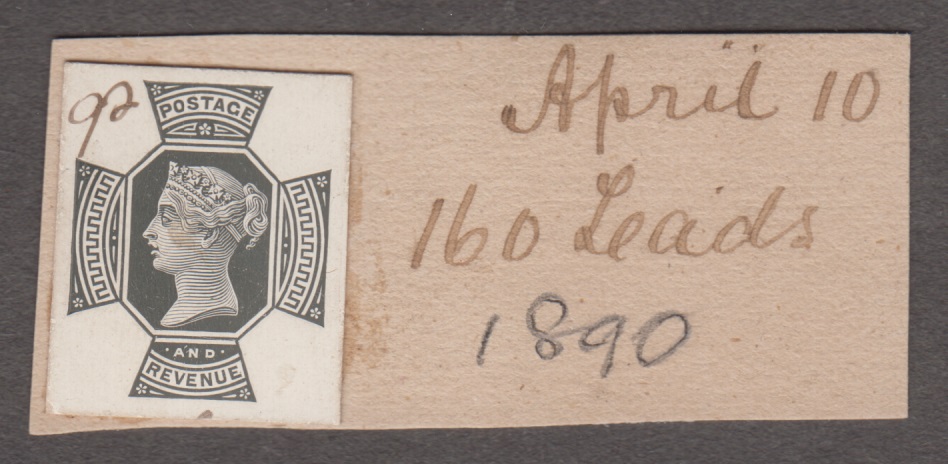 POSTAGE
AND
REVENUE
April 10
160 Leads
1890